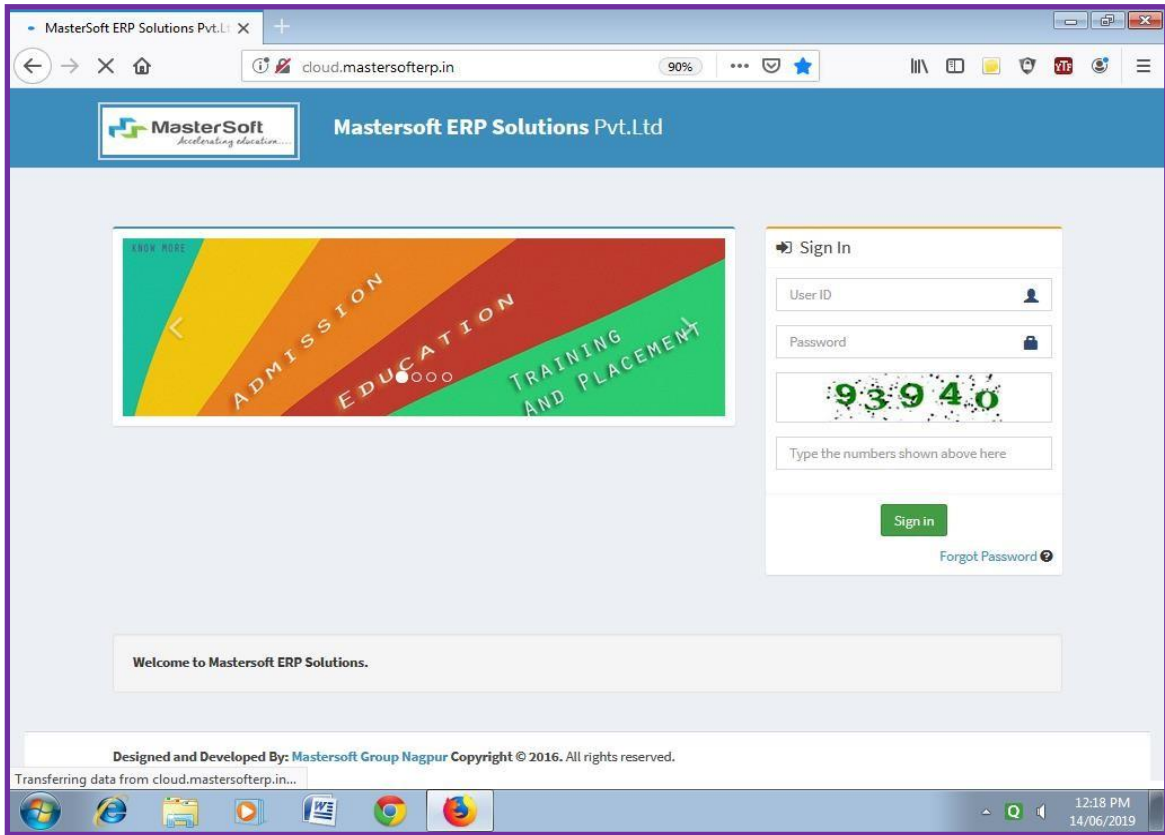 MasterSoft ERP Solutions Pvt.Lt
cloud.mastersofterp.in
90%
YTF
MasterSoft
Accelerating education....
Mastersoft ERP Solutions Pvt.Ltd
KNOW MORE
ADMISSION
EDUCATION
TRAINING
AND PLACEMENT
Sign In
User ID
Password
93940
Type the numbers shown above here
Sign in
Forgot Password
Welcome to Mastersoft ERP Solutions.
Designed and Developed By: Mastersoft Group Nagpur Copyright © 2016. All rights reserved.
Transferring data from cloud.mastersofterp.in...
12:18 PM
14/06/2019